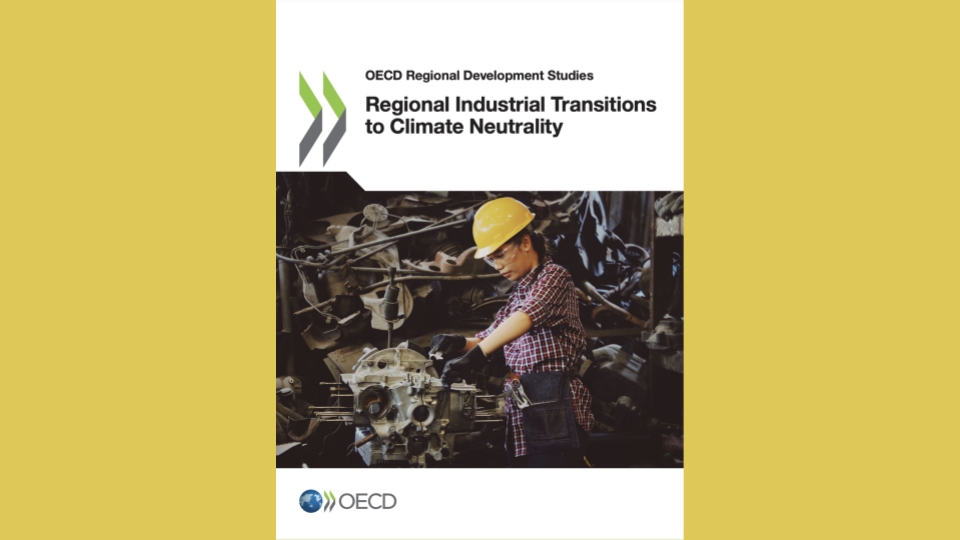 OECD Regional Development Studies
Regional Industrial Transitions
to Climate Neutrality
OECD